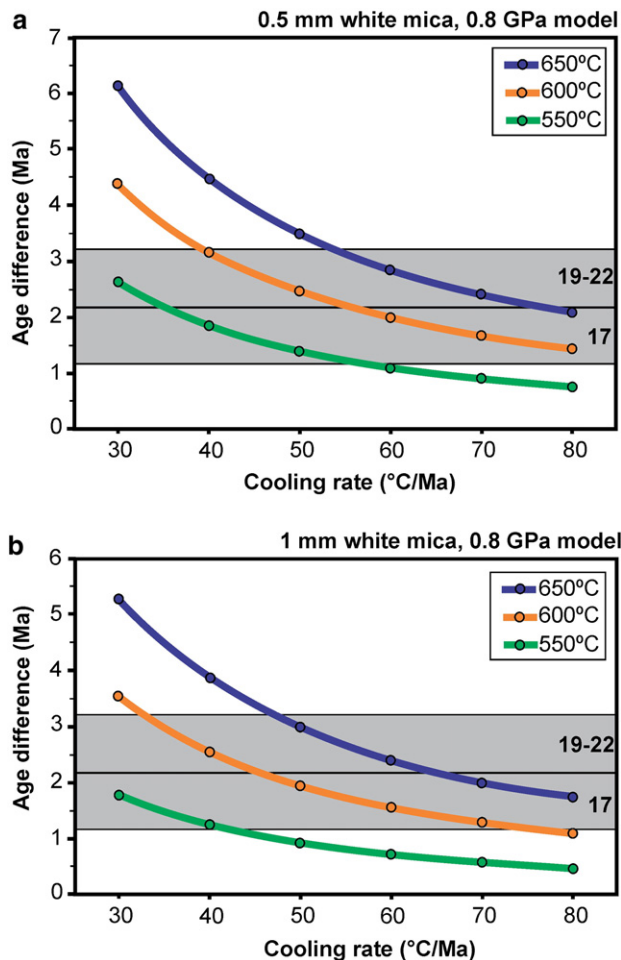 a
0.5 mm white mica, 0.8 GPa model
7
6
5
4
3
2
1
0
Age difference (Ma)
650ºC
600ºC
550ºC
19-22
17
30 40 50 60 70 80
Cooling rate (°C/Ma)
b
1 mm white mica, 0.8 GPa model
6
5
4
3
2
1
0
Age difference (Ma)
650ºC
600ºC
550ºC
19-22
17
30 40 50 60 70 80
Cooling rate (°C/Ma)